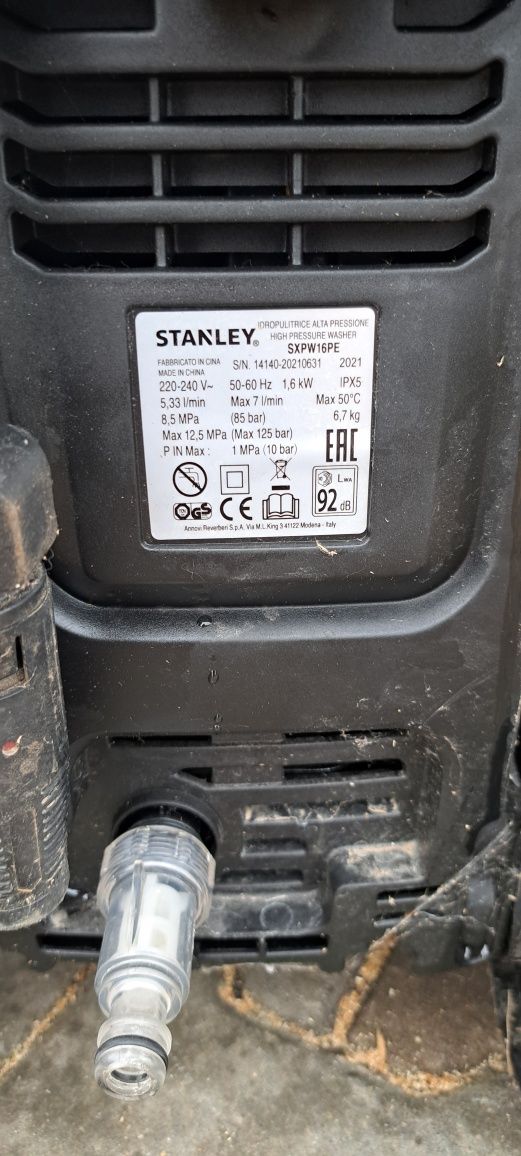 STANLEY® IDROPULITRICE ALTA PRESSIONE
HIGH PRESSURE WASHER
SXPW16PE
FABBRICATO IN CINA S/N. 14140-20210631 2021
MADE IN CHINA
220-240 V~ 50-60 Hz 1,6 kW IPX5
5,33 l/min Max 7 l/min Max 50°C
8,5 MPa (85 bar) 6,7 kg
Max 12,5 MPa (Max 125 bar)
P IN Max : 1 MPa (10 bar)
EAC
LWA
92 dB
GS CE
Annovi Reverberi S.p.A. Via M.L.King 3 41122 Modena - Italy